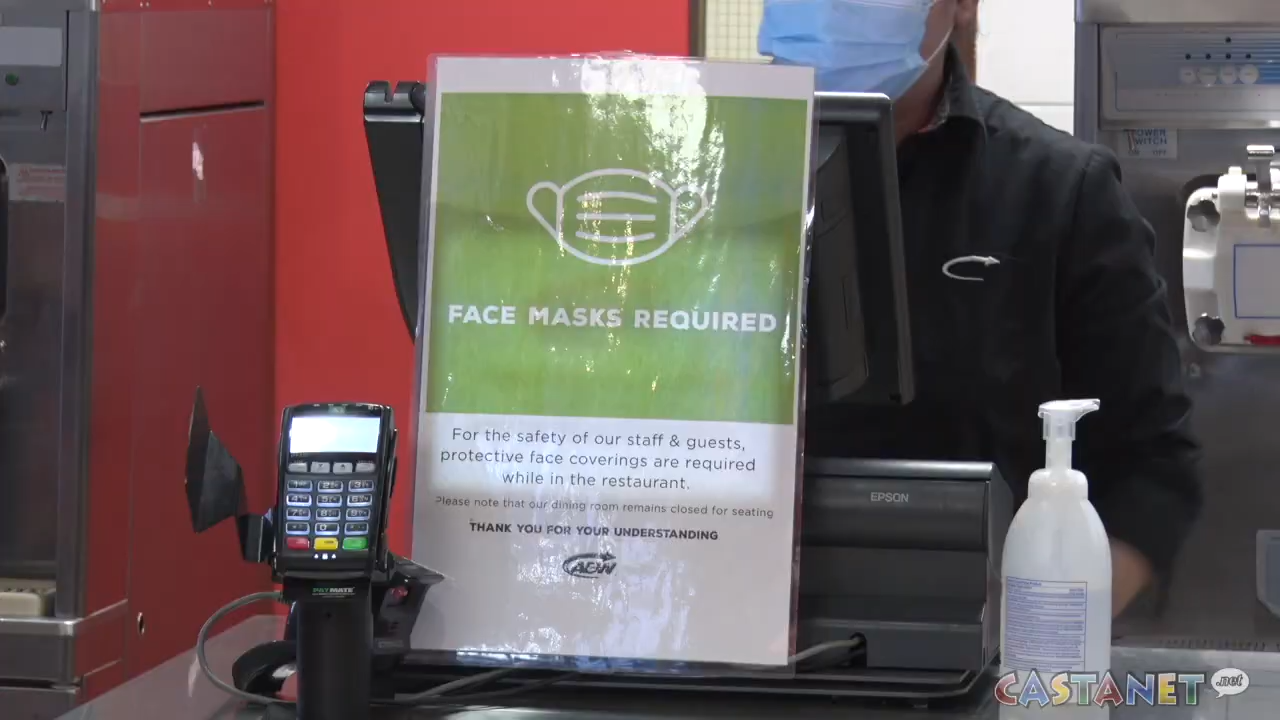 FACE MASKS REQUIRED
For the safety of our staff & guests,
protective face coverings are required
while in the restaurant.
Please note that our dining room remains closed for seating
THANK YOU FOR YOUR UNDERSTANDING
A&W
EPSON
PAYMATE
CASTANET.net